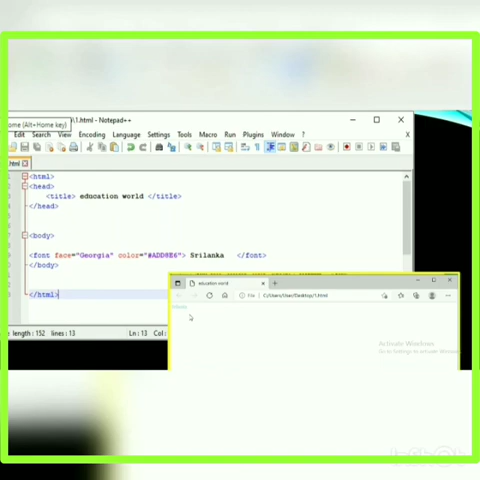 ome (Alt+Home key)
\1.html - Notepad++
Edit Search View Encoding Language Settings Tools Macro Run Plugins Window ?
X
.html
<html>
<head>
<title> education world </title>
</head>
<body>
<font face="Georgia" color="#ADD8E6"> Srilanka </font>
</body>
</html>
length : 152 lines : 13 Ln : 13 Col :
education world
File C:/Users/User/Desktop/1.html
Activate Windows
Go to Settings to activate Windows